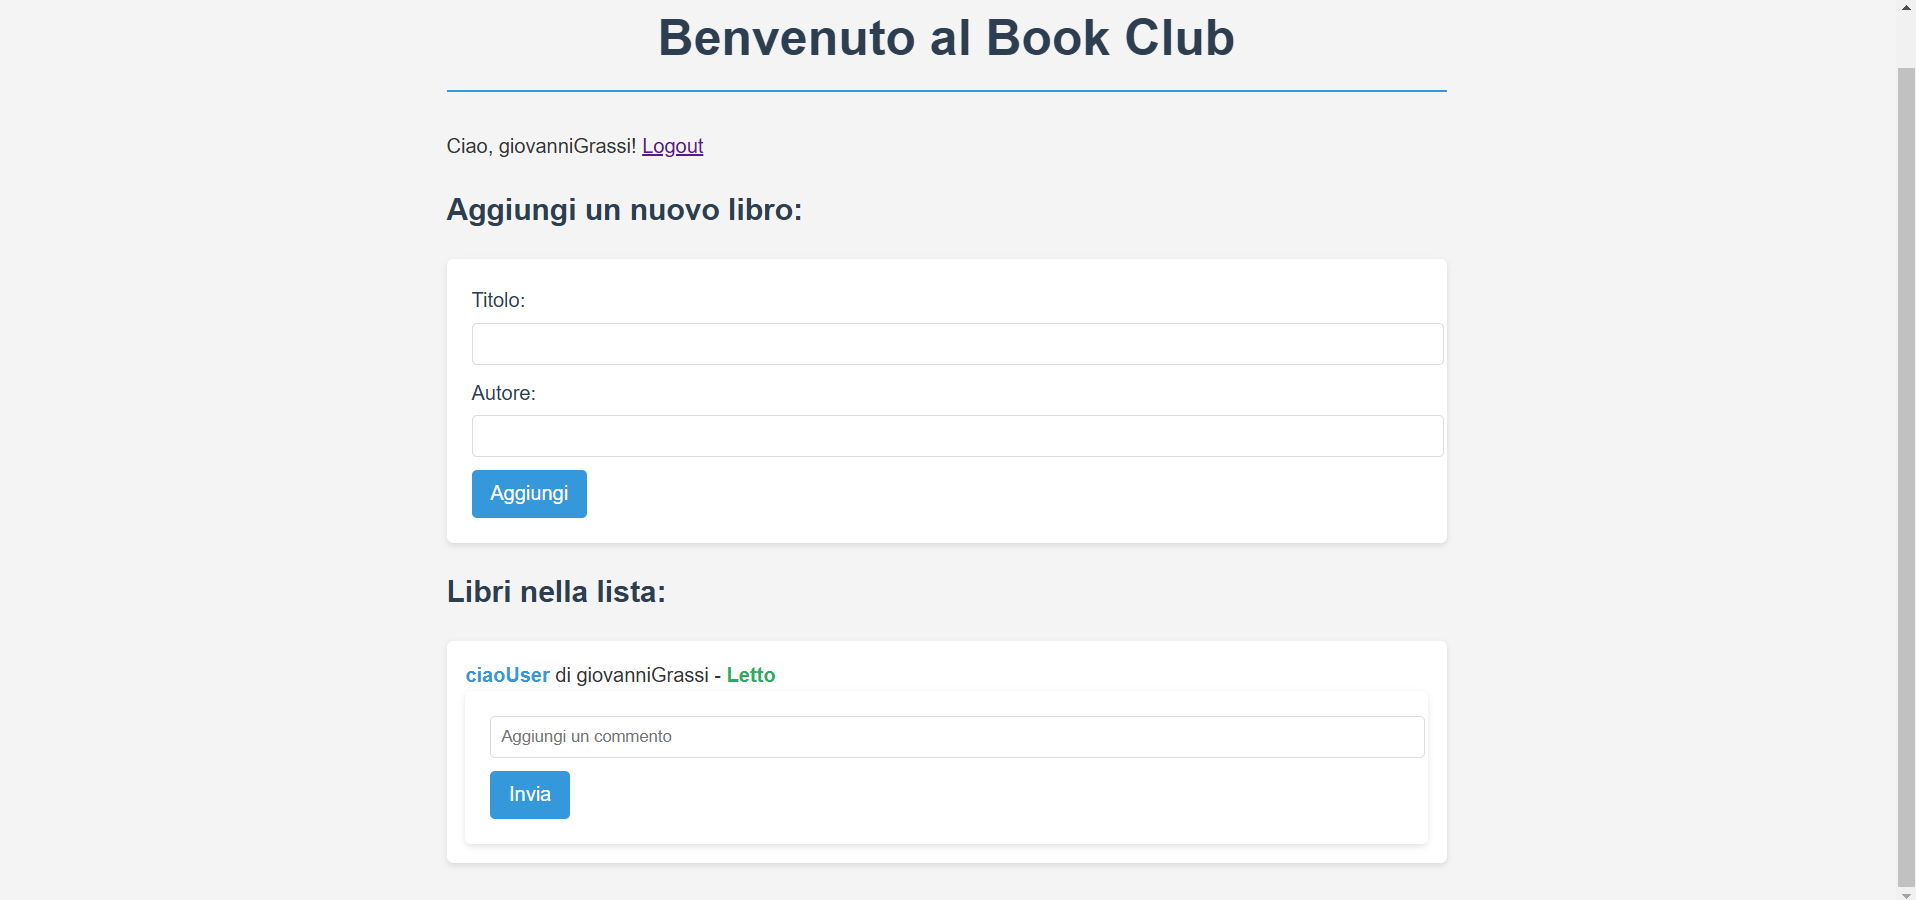 Benvenuto al Book Club
Ciao, giovanniGrassi! Logout
Aggiungi un nuovo libro:
Titolo:
Autore:
Aggiungi
Libri nella lista:
ciaoUser di giovanniGrassi - Letto
Aggiungi un commento
Invia